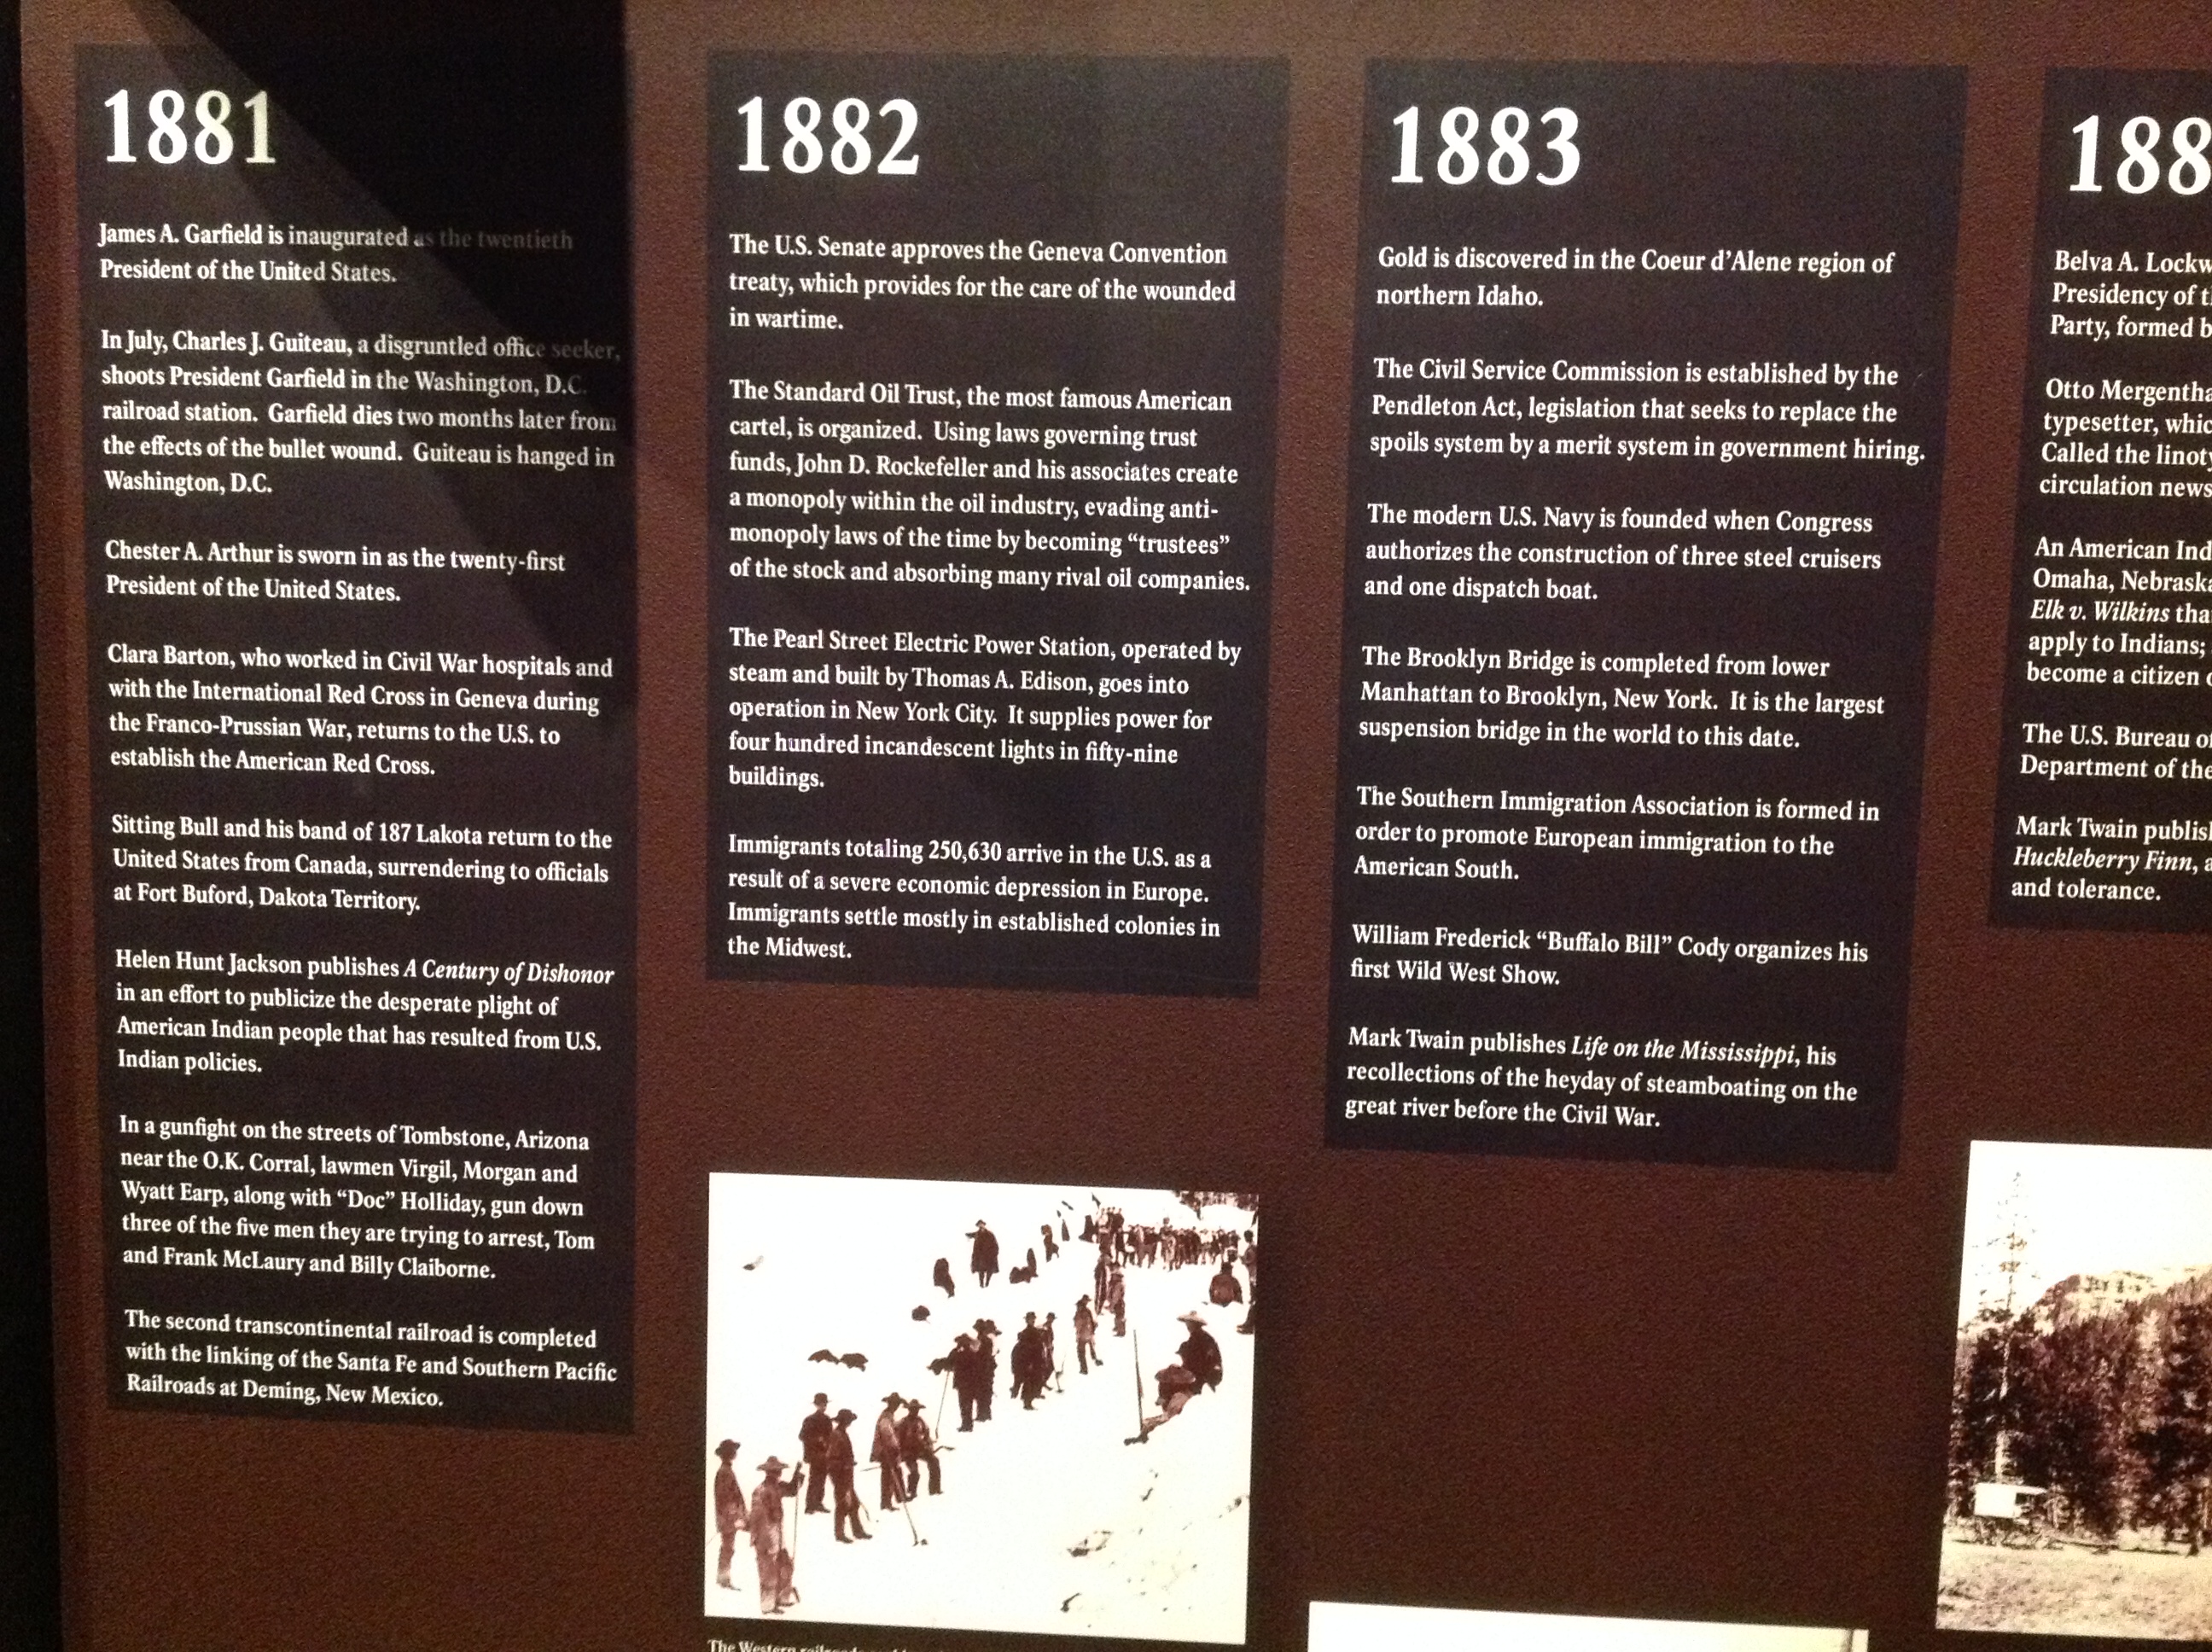 1881
James A. Garfield is inaugurated as the twentieth
President of the United States.
In July, Charles J. Guiteau, a disgruntled office seeker,
shoots President Garfield in the Washington, D.C.
railroad station. Garfield dies two months later from
the effects of the bullet wound. Guiteau is hanged in
Washington, D.C.
Chester A. Arthur is sworn in as the twenty-first
President of the United States.
Clara Barton, who worked in Civil War hospitals and
with the International Red Cross in Geneva during
the Franco-Prussian War, returns to the U.S. to
establish the American Red Cross.
Sitting Bull and his band of 187 Lakota return to the
United States from Canada, surrendering to officials
at Fort Buford, Dakota Territory.
Helen Hunt Jackson publishes A Century of Dishonor
in an effort to publicize the desperate plight of
American Indian people that has resulted from U.S.
Indian policies.
In a gunfight on the streets of Tombstone, Arizona
near the O.K. Corral, lawmen Virgil, Morgan and
Wyatt Earp, along with “Doc” Holliday, gun down
three of the five men they are trying to arrest, Tom
and Frank McLaury and Billy Claiborne.
The second transcontinental railroad is completed
with the linking of the Santa Fe and Southern Pacific
Railroads at Deming, New Mexico.
1882
The U.S. Senate approves the Geneva Convention
treaty, which provides for the care of the wounded
in wartime.
The Standard Oil Trust, the most famous American
cartel, is organized. Using laws governing trust
funds, John D. Rockefeller and his associates create
a monopoly within the oil industry, evading anti-
monopoly laws of the time by becoming “trustees”
of the stock and absorbing many rival oil companies.
The Pearl Street Electric Power Station, operated by
steam and built by Thomas A. Edison, goes into
operation in New York City. It supplies power for
four hundred incandescent lights in fifty-nine
buildings.
Immigrants totaling 250,630 arrive in the U.S. as a
result of a severe economic depression in Europe.
Immigrants settle mostly in established colonies in
the Midwest.
The Western
1883
Gold is discovered in the Coeur d’Alene region of
northern Idaho.
The Civil Service Commission is established by the
Pendleton Act, legislation that seeks to replace the
spoils system by a merit system in government hiring.
The modern U.S. Navy is founded when Congress
authorizes the construction of three steel cruisers
and one dispatch boat.
The Brooklyn Bridge is completed from lower
Manhattan to Brooklyn, New York. It is the largest
suspension bridge in the world to this date.
The Southern Immigration Association is formed in
order to promote European immigration to the
American South.
William Frederick “Buffalo Bill” Cody organizes his
first Wild West Show.
Mark Twain publishes Life on the Mississippi, his
recollections of the heyday of steamboating on the
great river before the Civil War.
188
Belva A. Lockw
Presidency of t
Party, formed b
Otto Mergentha
typesetter, whic
Called the linoty
circulation news
An American Ind
Omaha, Nebraska
Elk v. Wilkins tha
apply to Indians;
become a citizen o
The U.S. Bureau of
Department of the
Mark Twain publish
Huckleberry Finn, a
and tolerance.